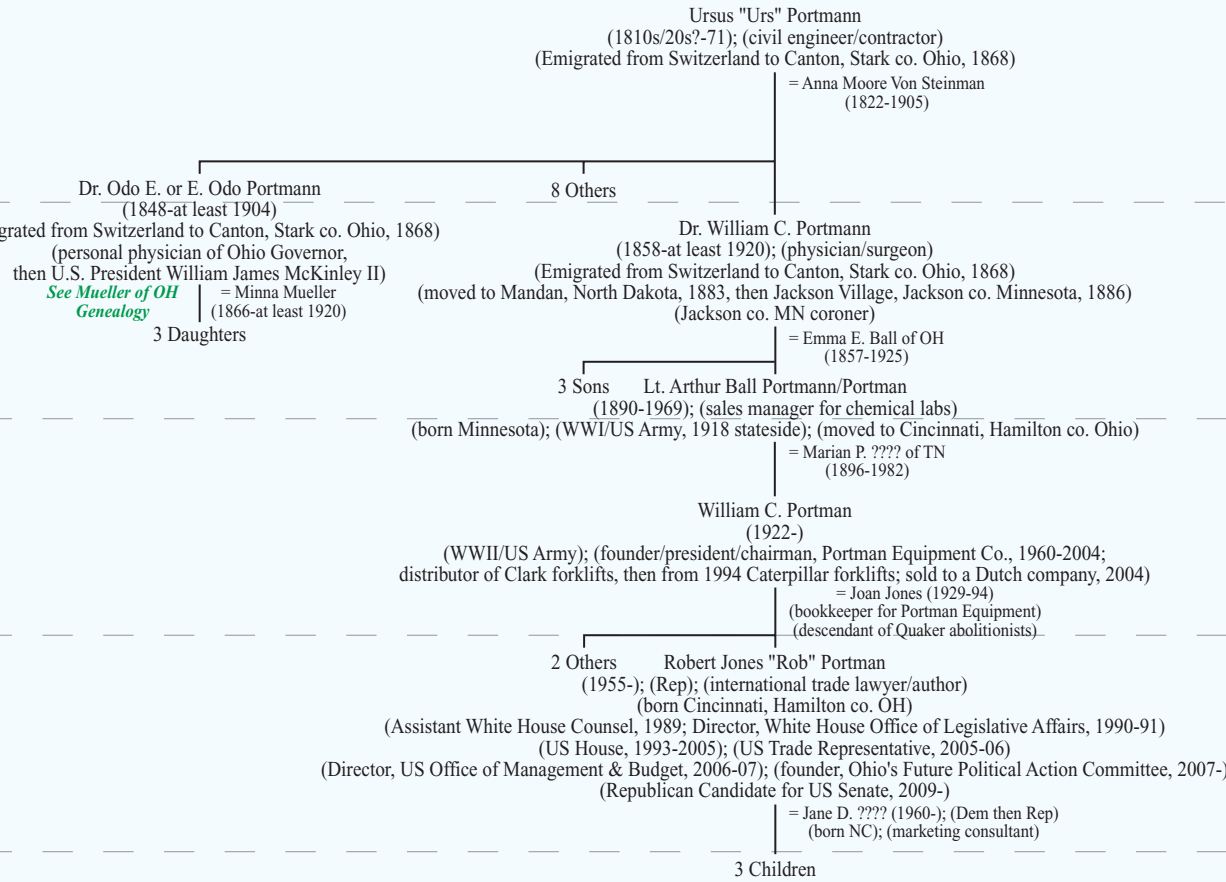 Ursus "Urs" Portmann
(1810s/20s?-71); (civil engineer/contractor)
(Emigrated from Switzerland to Canton, Stark co. Ohio, 1868)
= Anna Moore Von Steinman
(1822-1905)
Dr. Odo E. or E. Odo Portmann
(1848-at least 1904)
grated from Switzerland to Canton, Stark co. Ohio, 1868)
(personal physician of Ohio Governor,
then U.S. President William James McKinley II)
See Mueller of OH
Genealogy
= Minna Mueller
(1866-at least 1920)
3 Daughters
8 Others
Dr. William C. Portmann
(1858-at least 1920); (physician/surgeon)
(Emigrated from Switzerland to Canton, Stark co. Ohio, 1868)
(moved to Mandan, North Dakota, 1883, then Jackson Village, Jackson co. Minnesota, 1886)
(Jackson co. MN coroner)
= Emma E. Ball of OH
(1857-1925)
3 Sons
Lt. Arthur Ball Portmann/Portman
(1890-1969); (sales manager for chemical labs)
(born Minnesota); (WWI/US Army, 1918 stateside); (moved to Cincinnati, Hamilton co. Ohio)
= Marian P. ???? of TN
(1896-1982)
William C. Portman
(1922-)
(WWII/US Army); (founder/president/chairman, Portman Equipment Co., 1960-2004;
distributor of Clark forklifts, then from 1994 Caterpillar forklifts; sold to a Dutch company, 2004)
= Joan Jones (1929-94)
(bookkeeper for Portman Equipment)
(descendant of Quaker abolitionists)
2 Others
Robert Jones "Rob" Portman
(1955-); (Rep); (international trade lawyer/author)
(born Cincinnati, Hamilton co. OH)
(Assistant White House Counsel, 1989; Director, White House Office of Legislative Affairs, 1990-91)
(US House, 1993-2005); (US Trade Representative, 2005-06)
(Director, US Office of Management & Budget, 2006-07); (founder, Ohio's Future Political Action Committee, 2007-)
(Republican Candidate for US Senate, 2009-)
= Jane D. ???? (1960-); (Dem then Rep)
(born NC); (marketing consultant)
3 Children